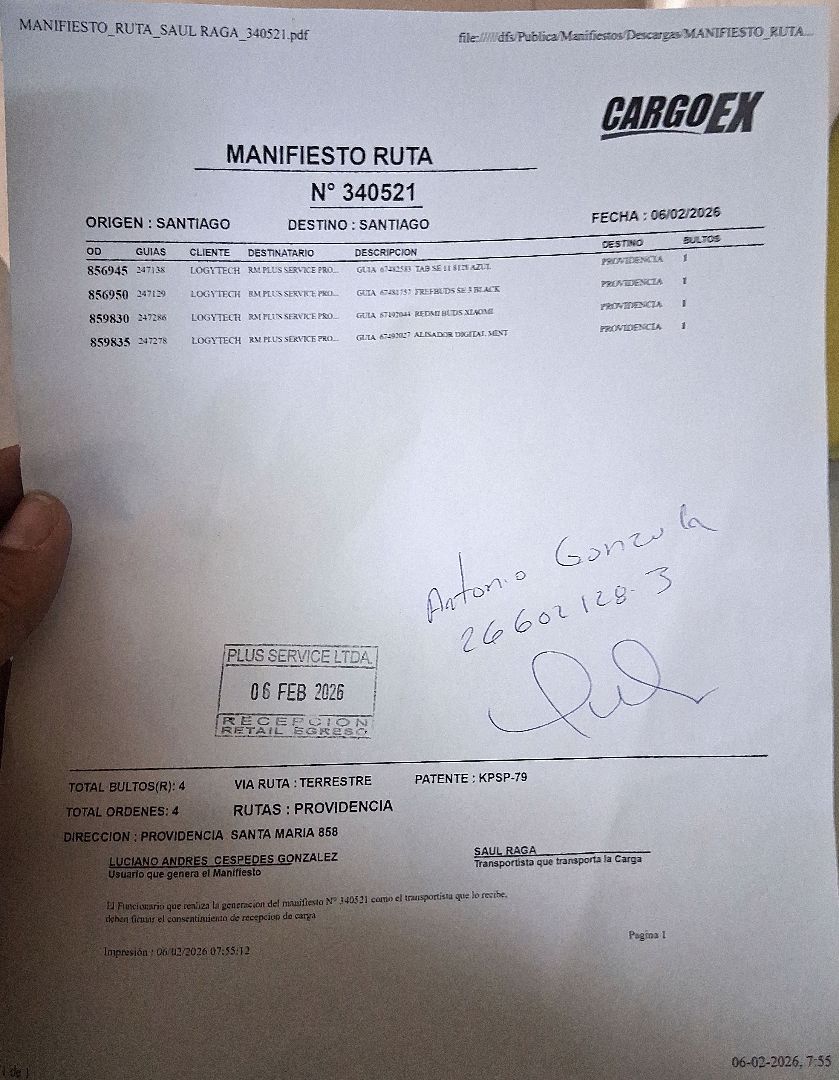 MANIFIESTO_RUTA_SAUL RAGA_340521.pdf file://///dfs/Publica/Manifiestos/Descargas/MANIFIESTO_RUTA...
CARGOEX
MANIFIESTO RUTA
N° 340521
ORIGEN : SANTIAGO DESTINO : SANTIAGO FECHA : 06/02/2026
OD GUIAS CLIENTE DESTINATARIO DESCRIPCION DESTINO BULTOS
856945 247138 LOGYTECH RM PLUS SERVICE PRO... GUIA 67482583 TAB SE 11 8128 AZUL PROVIDENCIA 1
856950 247129 LOGYTECH RM PLUS SERVICE PRO... GUIA 67481757 FREEBUDS SE 3 BLACK PROVIDENCIA 1
859830 247286 LOGYTECH RM PLUS SERVICE PRO... GUIA 67492044 REDMI BUDS XIAOMI PROVIDENCIA 1
859835 247278 LOGYTECH RM PLUS SERVICE PRO... GUIA 67492027 ALISADOR DIGITAL MINT PROVIDENCIA 1
Antonio
26602128-3
PLUS SERVICE LTDA.
06 FEB 2026
RECEPCION
RETAIL EGRESO
TOTAL BULTOS(R): 4 VIA RUTA : TERRESTRE PATENTE : KPSP-79
TOTAL ORDENES: 4 RUTAS : PROVIDENCIA
DIRECCION : PROVIDENCIA SANTA MARIA 858
LUCIANO ANDRES CESPEDES GONZALEZ SAUL RAGA
Usuario que genera el Manifiesto Transportista que transporta la Carga
El Funcionario que realiza la generacion del manifiesto N° 340521 como el transportista que lo recibe,
deben firmar el consentimiento de recepcion de carga
Pagina 1
Impresión : 06/02/2026 07:55:12
1 de 1 06-02-2026, 7:55